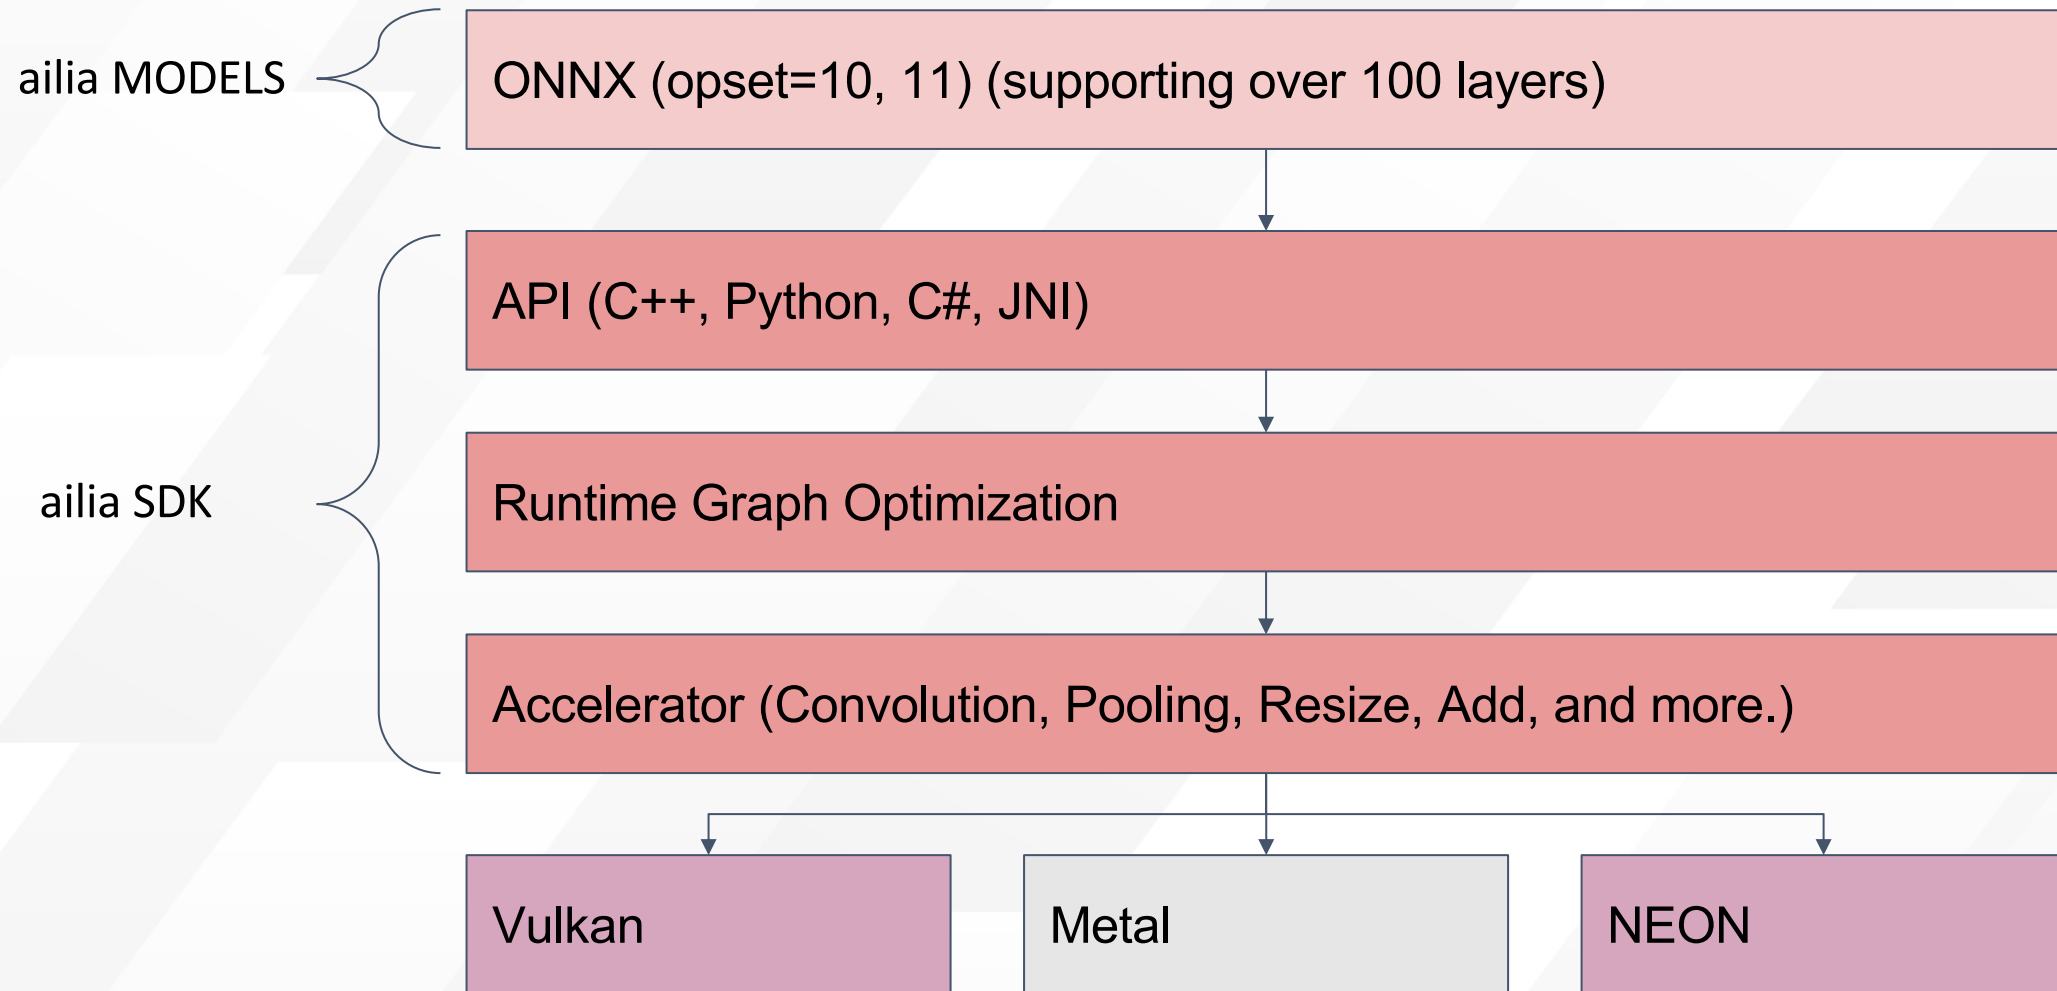 ailia MODELS
ONNX (opset=10, 11) (supporting over 100 layers)
API (C++, Python, C#, JNI)
ailia SDK
Runtime Graph Optimization
Accelerator (Convolution, Pooling, Resize, Add, and more.)
Vulkan
Metal
NEON